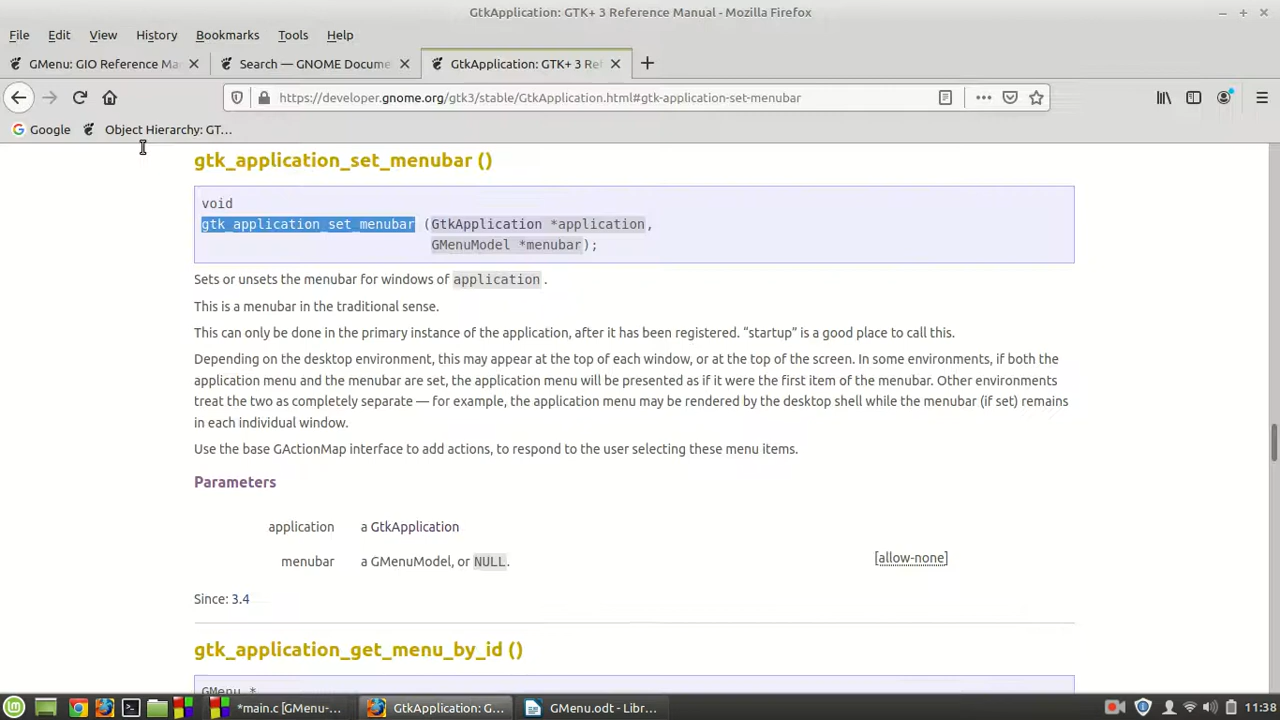 GtkApplication: GTK+ 3 Reference Manual - Mozilla Firefox
File Edit View History Bookmarks Tools Help
GMenu: GIO Reference Ma
Search — GNOME Docume
GtkApplication: GTK+ 3 Re
https://developer.gnome.org/gtk3/stable/GtkApplication.html#gtk-application-set-menubar
Google
Object Hierarchy: GT...
gtk_application_set_menubar ()
void
gtk_application_set_menubar (GtkApplication *application,
GMenuModel *menubar);
Sets or unsets the menubar for windows of application .
This is a menubar in the traditional sense.
This can only be done in the primary instance of the application, after it has been registered. “startup” is a good place to call this.
Depending on the desktop environment, this may appear at the top of each window, or at the top of the screen. In some environments, if both the
application menu and the menubar are set, the application menu will be presented as if it were the first item of the menubar. Other environments
treat the two as completely separate — for example, the application menu may be rendered by the desktop shell while the menubar (if set) remains
in each individual window.
Use the base GActionMap interface to add actions, to respond to the user selecting these menu items.
Parameters
application a GtkApplication
menubar a GMenuModel, or NULL. [allow-none]
Since: 3.4
gtk_application_get_menu_by_id ()
GMenu *
*main.c [GMenu-...
GtkApplication: G...
GMenu.odt - Libr...
11:38